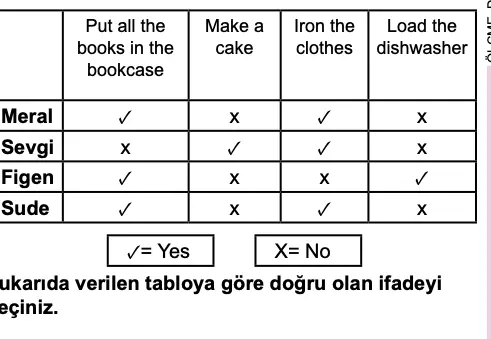 Put all the books in the bookcase
Make a cake
Iron the clothes
Load the dishwasher
Meral ✓ x ✓ x
Sevgi x ✓ ✓ x
Figen ✓ x x ✓
Sude ✓ x ✓ x
✓= Yes
X= No
ukarıda verilen tabloya göre doğru olan ifadeyi
eçiniz.